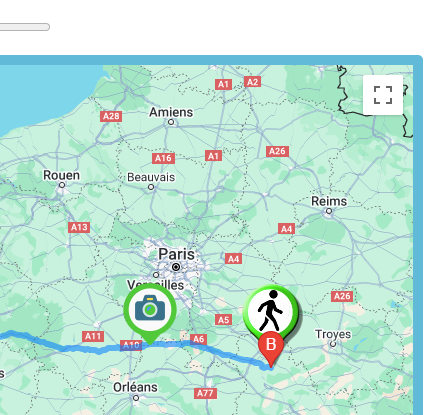 A1
A2
A28
Amiens
A16
A1
A26
Rouen
Beauvais
Reims
A13
A4
Paris
A4
Versailles
A26
A5
A11
A10
A6
Troyes
B
Orléans
A77